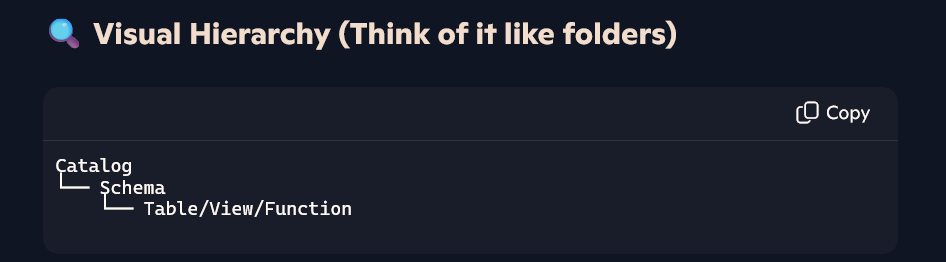 🔍 Visual Hierarchy (Think of it like folders)
Copy
Catalog
└── Schema
    └── Table/View/Function